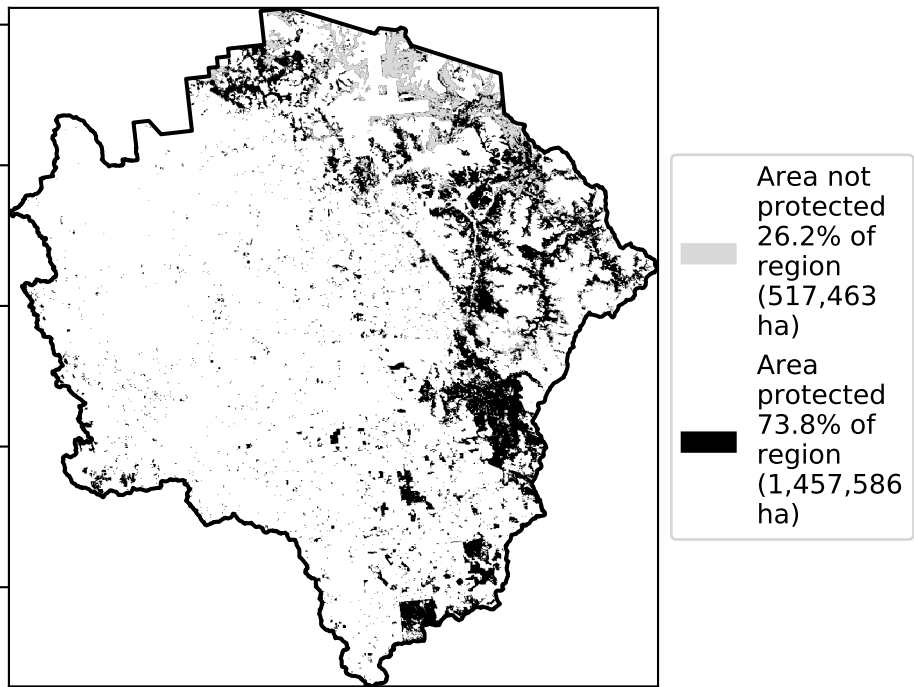 Area not
protected
26.2% of
region
(517,463
ha)
Area
protected
73.8% of
region
(1,457,586
ha)